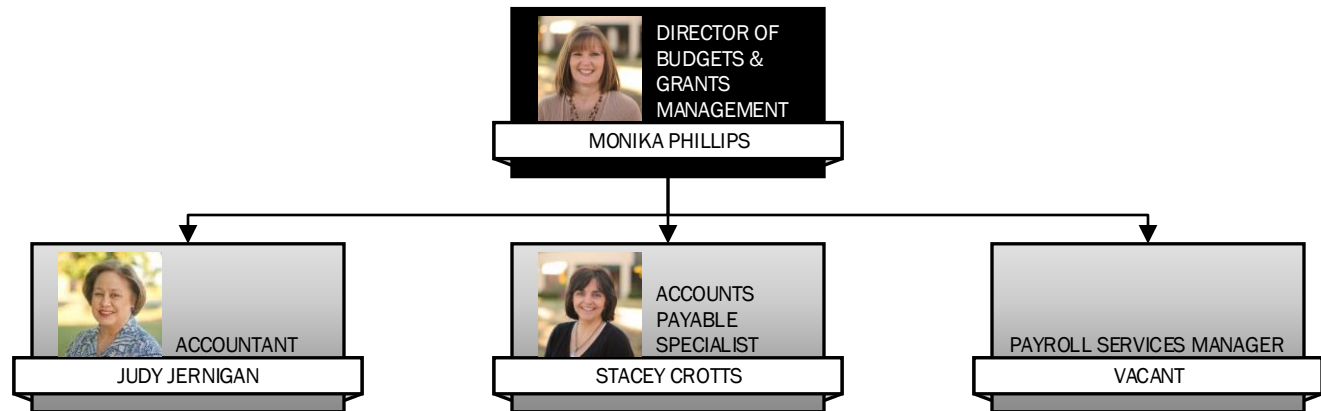 DIRECTOR OF
BUDGETS &
GRANTS
MANAGEMENT
MONIKA PHILLIPS
ACCOUNTANT
JUDY JERNIGAN
ACCOUNTS
PAYABLE
SPECIALIST
STACEY CROTTS
PAYROLL SERVICES MANAGER
VACANT